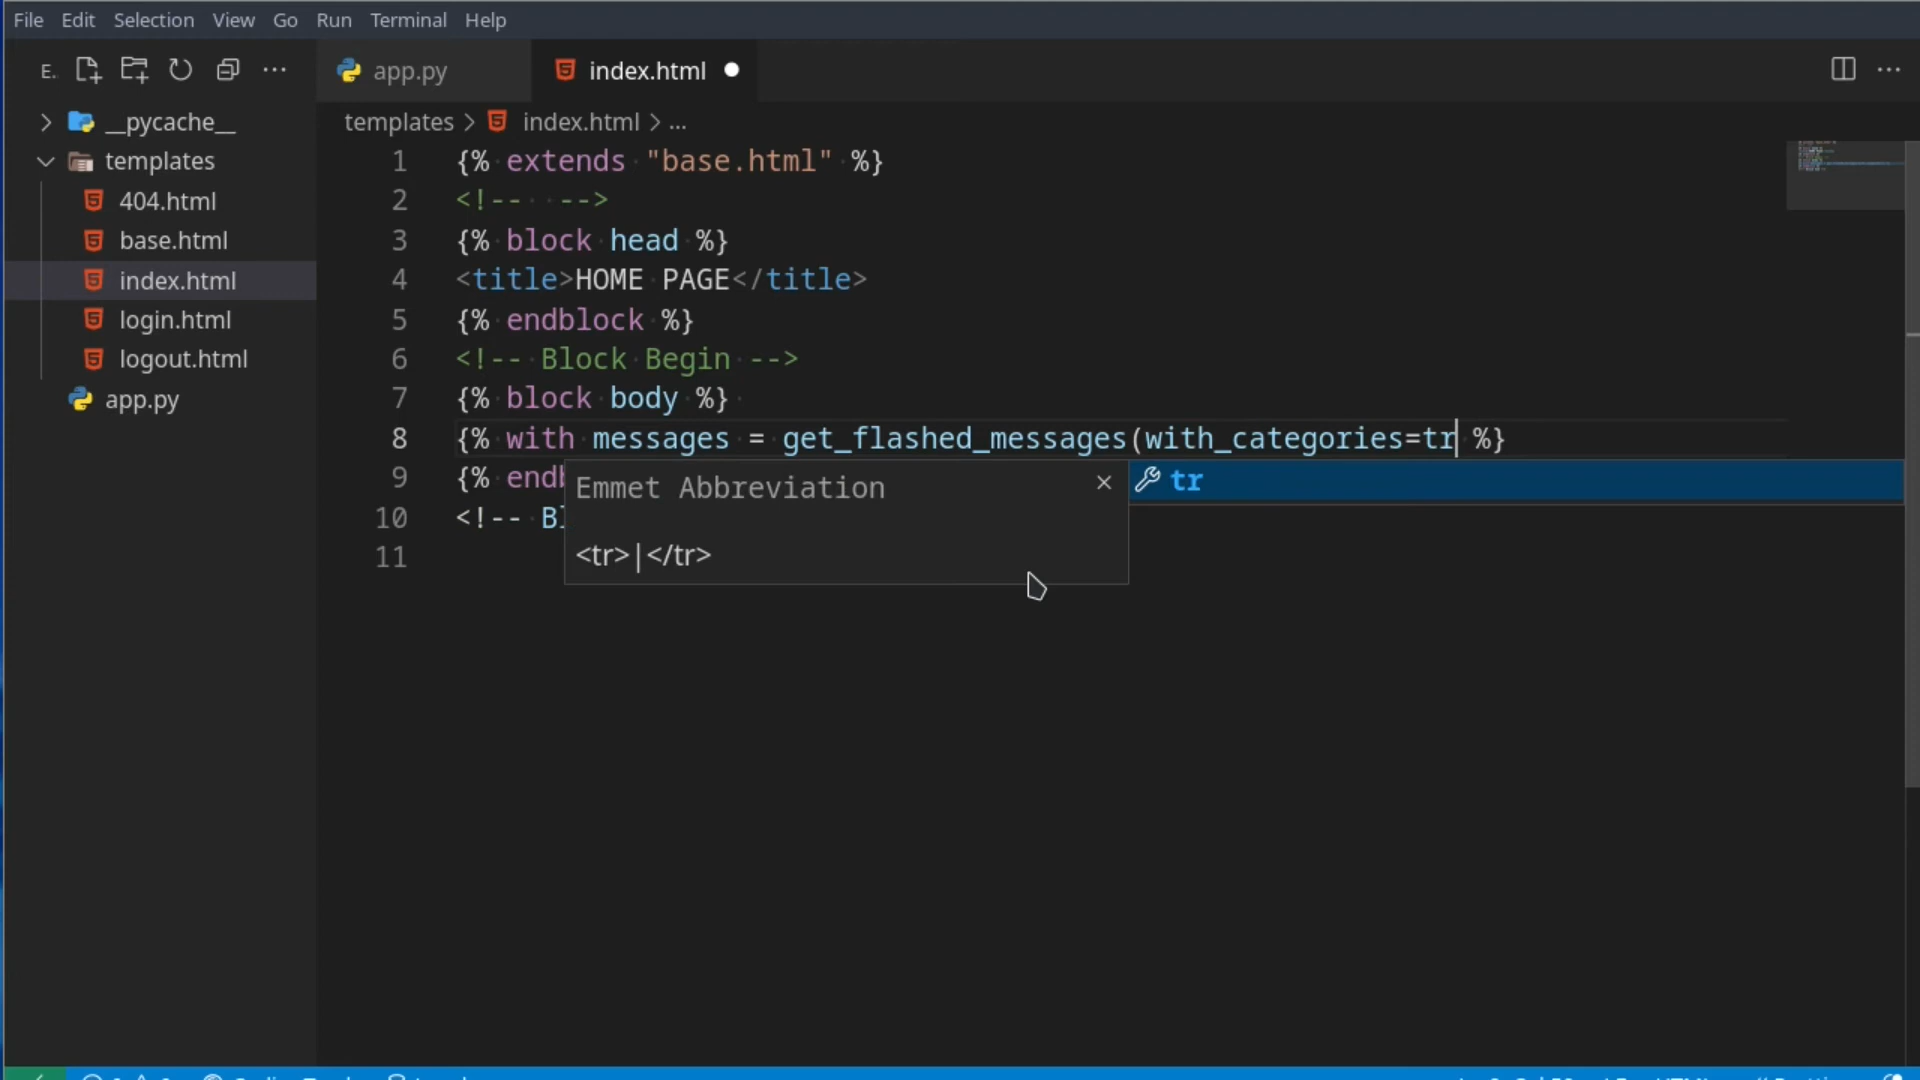 File Edit Selection View Go Run Terminal Help
E.. app.py index.html
__pycache__ templates > index.html > ...
templates
404.html
base.html
index.html
login.html
logout.html
app.py
1 {% extends "base.html" %}
2 <!-- -->
3 {% block head %}
4 <title>HOME PAGE</title>
5 {% endblock %}
6 <!-- Block Begin -->
7 {% block body %}
8 {% with messages = get_flashed_messages(with_categories=tr %}
9 {% endb
10 <!-- Bl
11
Emmet Abbreviation
<tr>|</tr>
tr